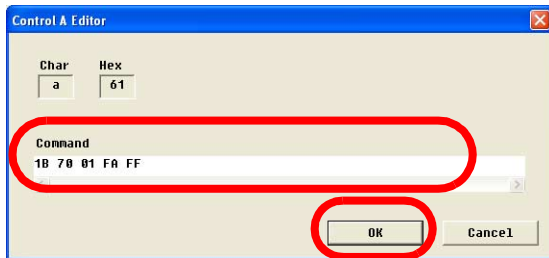 Control A Editor
Char Hex
a 61
Command
1B 70 01 FA FF
OK Cancel